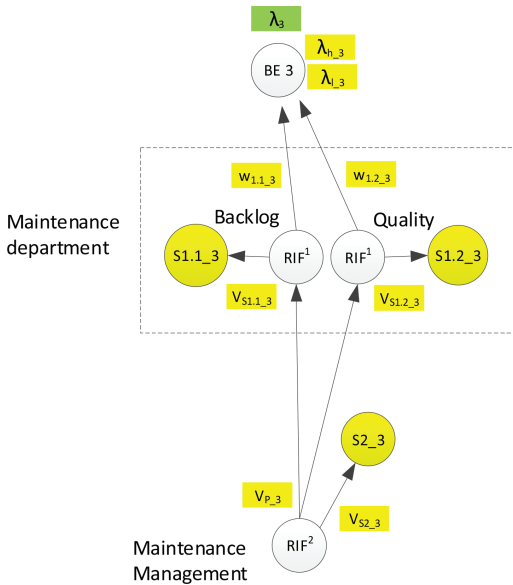 λ3
BE 3
λh_3
λl_3
w1.1_3
w1.2_3
Backlog
Quality
Maintenance
department
S1.1_3
RIF1
RIF1
S1.2_3
VS1.1_3
VS1.2_3
S2_3
VP_3
VS2_3
RIF2
Maintenance
Management